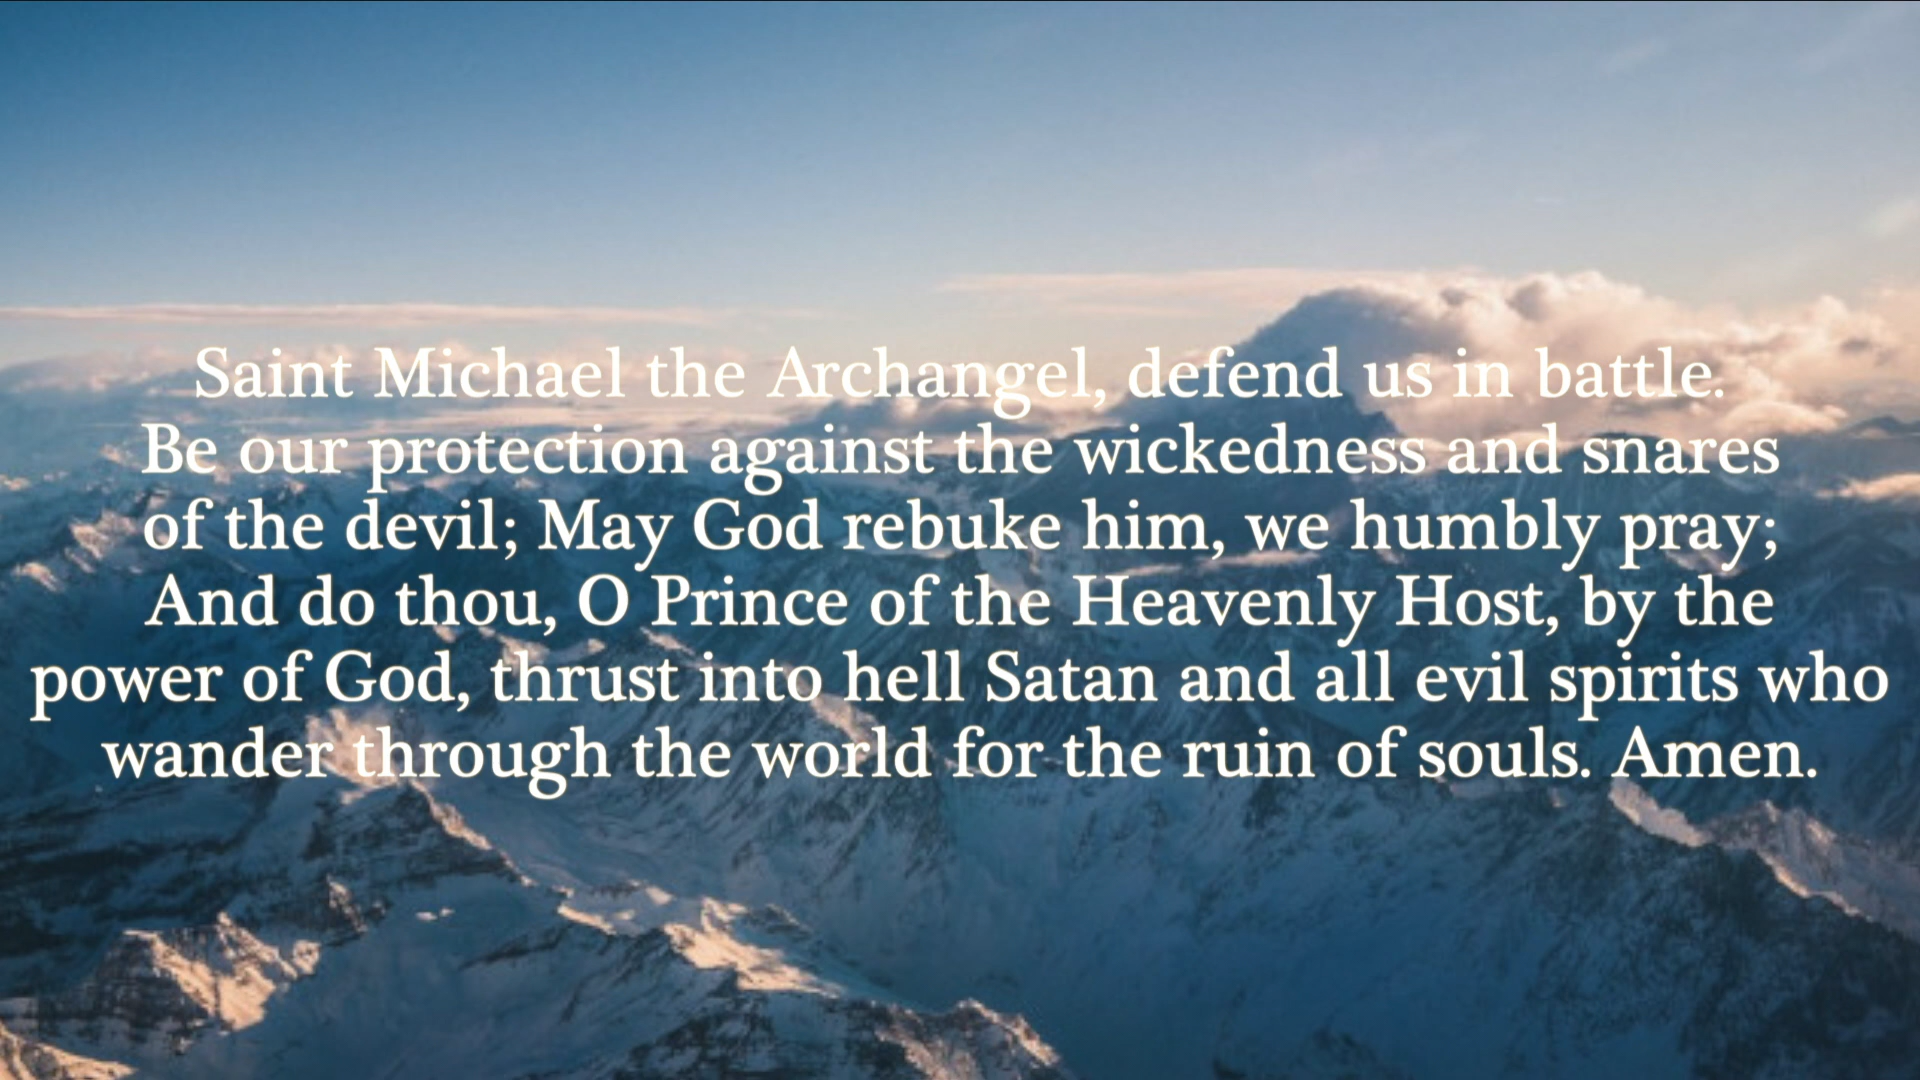 Saint Michael the Archangel, defend us in battle.
Be our protection against the wickedness and snares
of the devil; May God rebuke him, we humbly pray;
And do thou, O Prince of the Heavenly Host, by the
power of God, thrust into hell Satan and all evil spirits who
wander through the world for the ruin of souls. Amen.